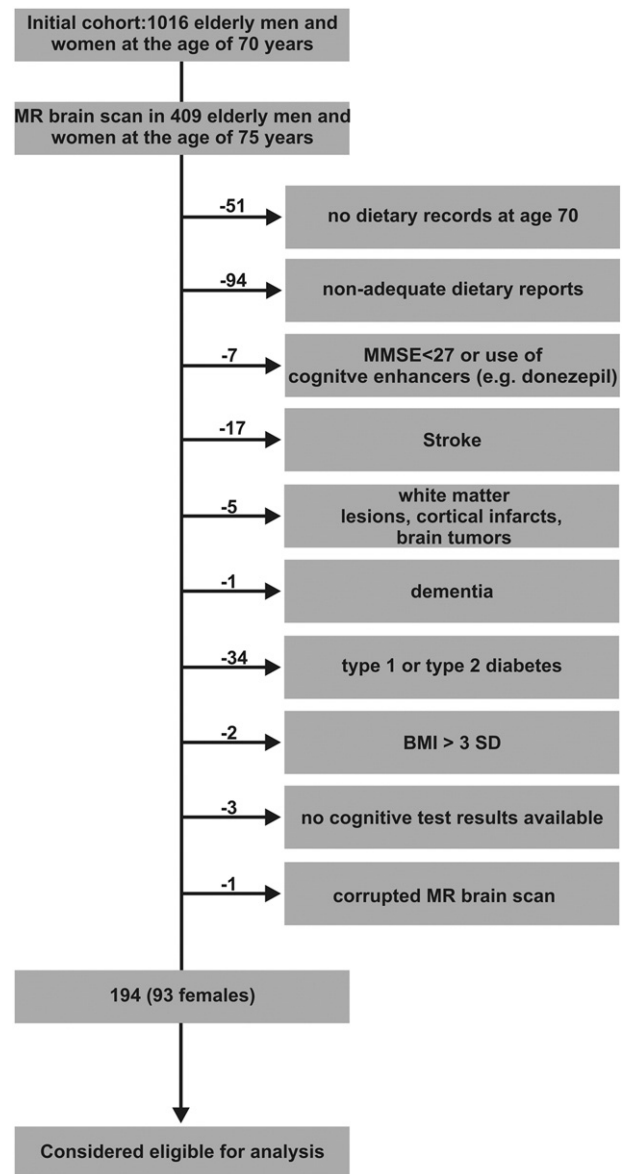 Initial cohort:1016 elderly men and
women at the age of 70 years
MR brain scan in 409 elderly men and
women at the age of 75 years
-51
no dietary records at age 70
-94
non-adequate dietary reports
-7
MMSE<27 or use of
cognitve enhancers (e.g. donezepil)
-17
Stroke
-5
white matter
lesions, cortical infarcts,
brain tumors
-1
dementia
-34
type 1 or type 2 diabetes
-2
BMI > 3 SD
-3
no cognitive test results available
-1
corrupted MR brain scan
194 (93 females)
Considered eligible for analysis